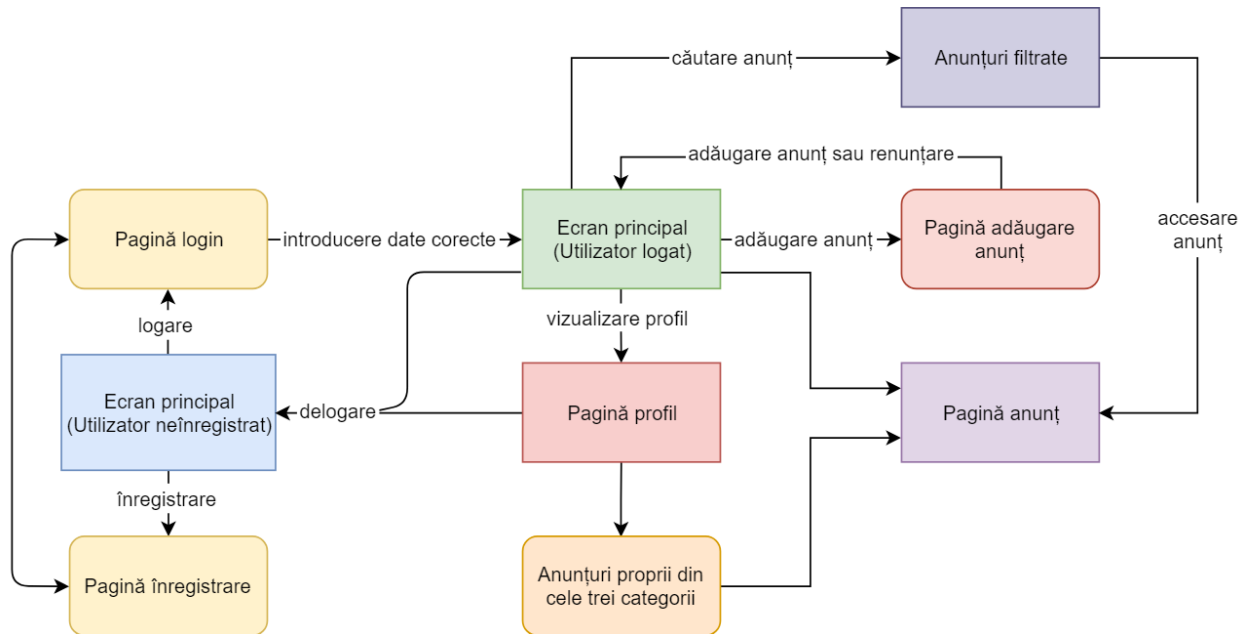 căutare anunț
Anunțuri filtrate
adăugare anunț sau renunțare
Pagină login
introducere date corecte
Ecran principal
(Utilizator logat)
adăugare anunț
Pagină adăugare
anunț
accesare
anunț
logare
vizualizare profil
Ecran principal
(Utilizator neînregistrat)
delogare
Pagină profil
Pagină anunț
înregistrare
Pagină înregistrare
Anunțuri proprii din
cele trei categorii